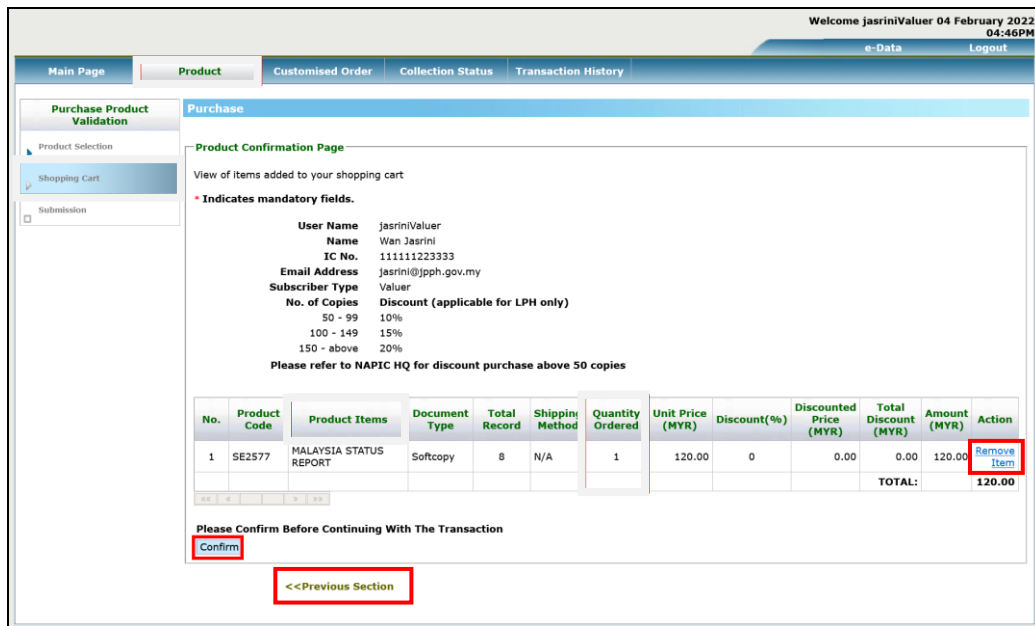 Welcome jasriniValuer 04 February 2022
04:46PM
e-Data Logout
Main Page Product Customised Order Collection Status Transaction History
Purchase Product
Validation
Product Selection
Shopping Cart
Submission
Purchase
Product Confirmation Page
View of items added to your shopping cart
* Indicates mandatory fields.
User Name jasriniValuer
Name Wan Jasrini
IC No. 111111223333
Email Address jasrini@jpph.gov.my
Subscriber Type Valuer
No. of Copies Discount (applicable for LPH only)
50 - 99 10%
100 - 149 15%
150 - above 20%
Please refer to NAPIC HQ for discount purchase above 50 copies
No. Product Code Product Items Document Type Total Record Shipping Method Quantity Ordered Unit Price (MYR) Discount(%) Discounted Price (MYR) Total Discount (MYR) Amount (MYR) Action
1 SE2577 MALAYSIA STATUS REPORT Softcopy 8 N/A 1 120.00 0 0.00 0.00 120.00 Remove Item
TOTAL: 120.00
<< < > >>
Please Confirm Before Continuing With The Transaction
Confirm
<<Previous Section